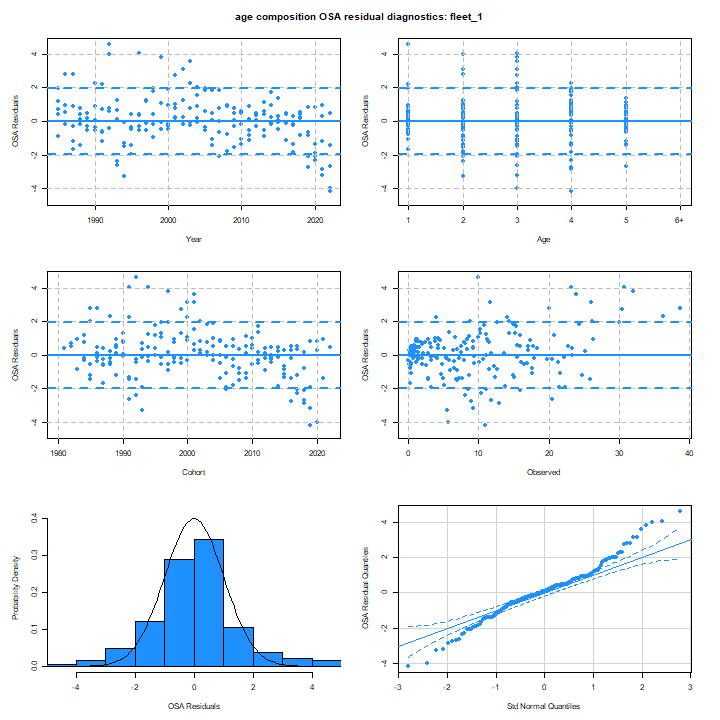 age composition OSA residual diagnostics: fleet_1
OSA Residuals
4
2
0
-2
-4
1990 2000 2010 2020
Year
OSA Residuals
4
2
0
-2
-4
1 2 3 4 5 6+
Age
OSA Residuals
4
2
0
-2
-4
1980 1990 2000 2010 2020
Cohort
OSA Residuals
4
2
0
-2
-4
0 10 20 30 40
Observed
Probability Density
0.4
0.3
0.2
0.1
0.0
-4 -2 0 2 4
OSA Residuals
OSA Residual Quantiles
4
2
0
-2
-4
-3 -2 -1 0 1 2 3
Std Normal Quantiles